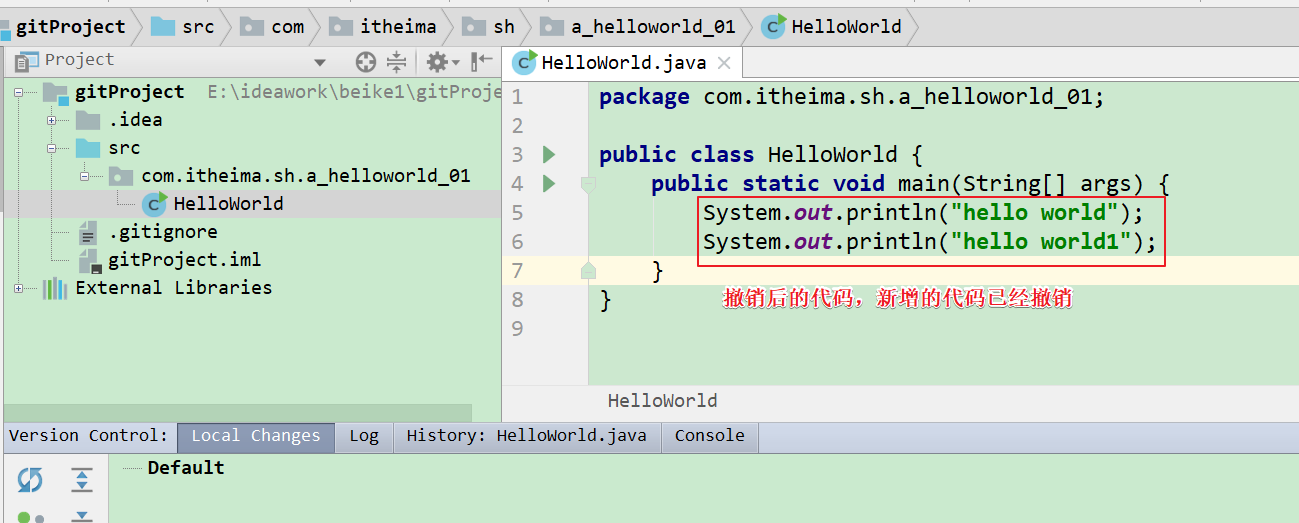 gitProject src com itheima sh a_helloworld_01 HelloWorld
Project
HelloWorld.java
gitProject E:\ideawork\beike1\gitProje
.idea
src
com.itheima.sh.a_helloworld_01
HelloWorld
.gitignore
gitProject.iml
External Libraries
1 package com.itheima.sh.a_helloworld_01;
2
3 public class HelloWorld {
4 public static void main(String[] args) {
5 System.out.println("hello world");
6 System.out.println("hello world1");
7 }
8 }
9
撤销后的代码，新增的代码已经撤销
HelloWorld
Version Control: Local Changes Log History: HelloWorld.java Console
Default